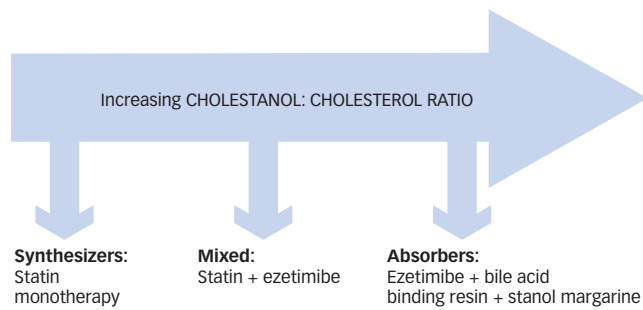 Increasing CHOLESTANOL: CHOLESTEROL RATIO
Synthesizers:
Statin
monotherapy
Mixed:
Statin + ezetimibe
Absorbers:
Ezetimibe + bile acid
binding resin + stanol margarine